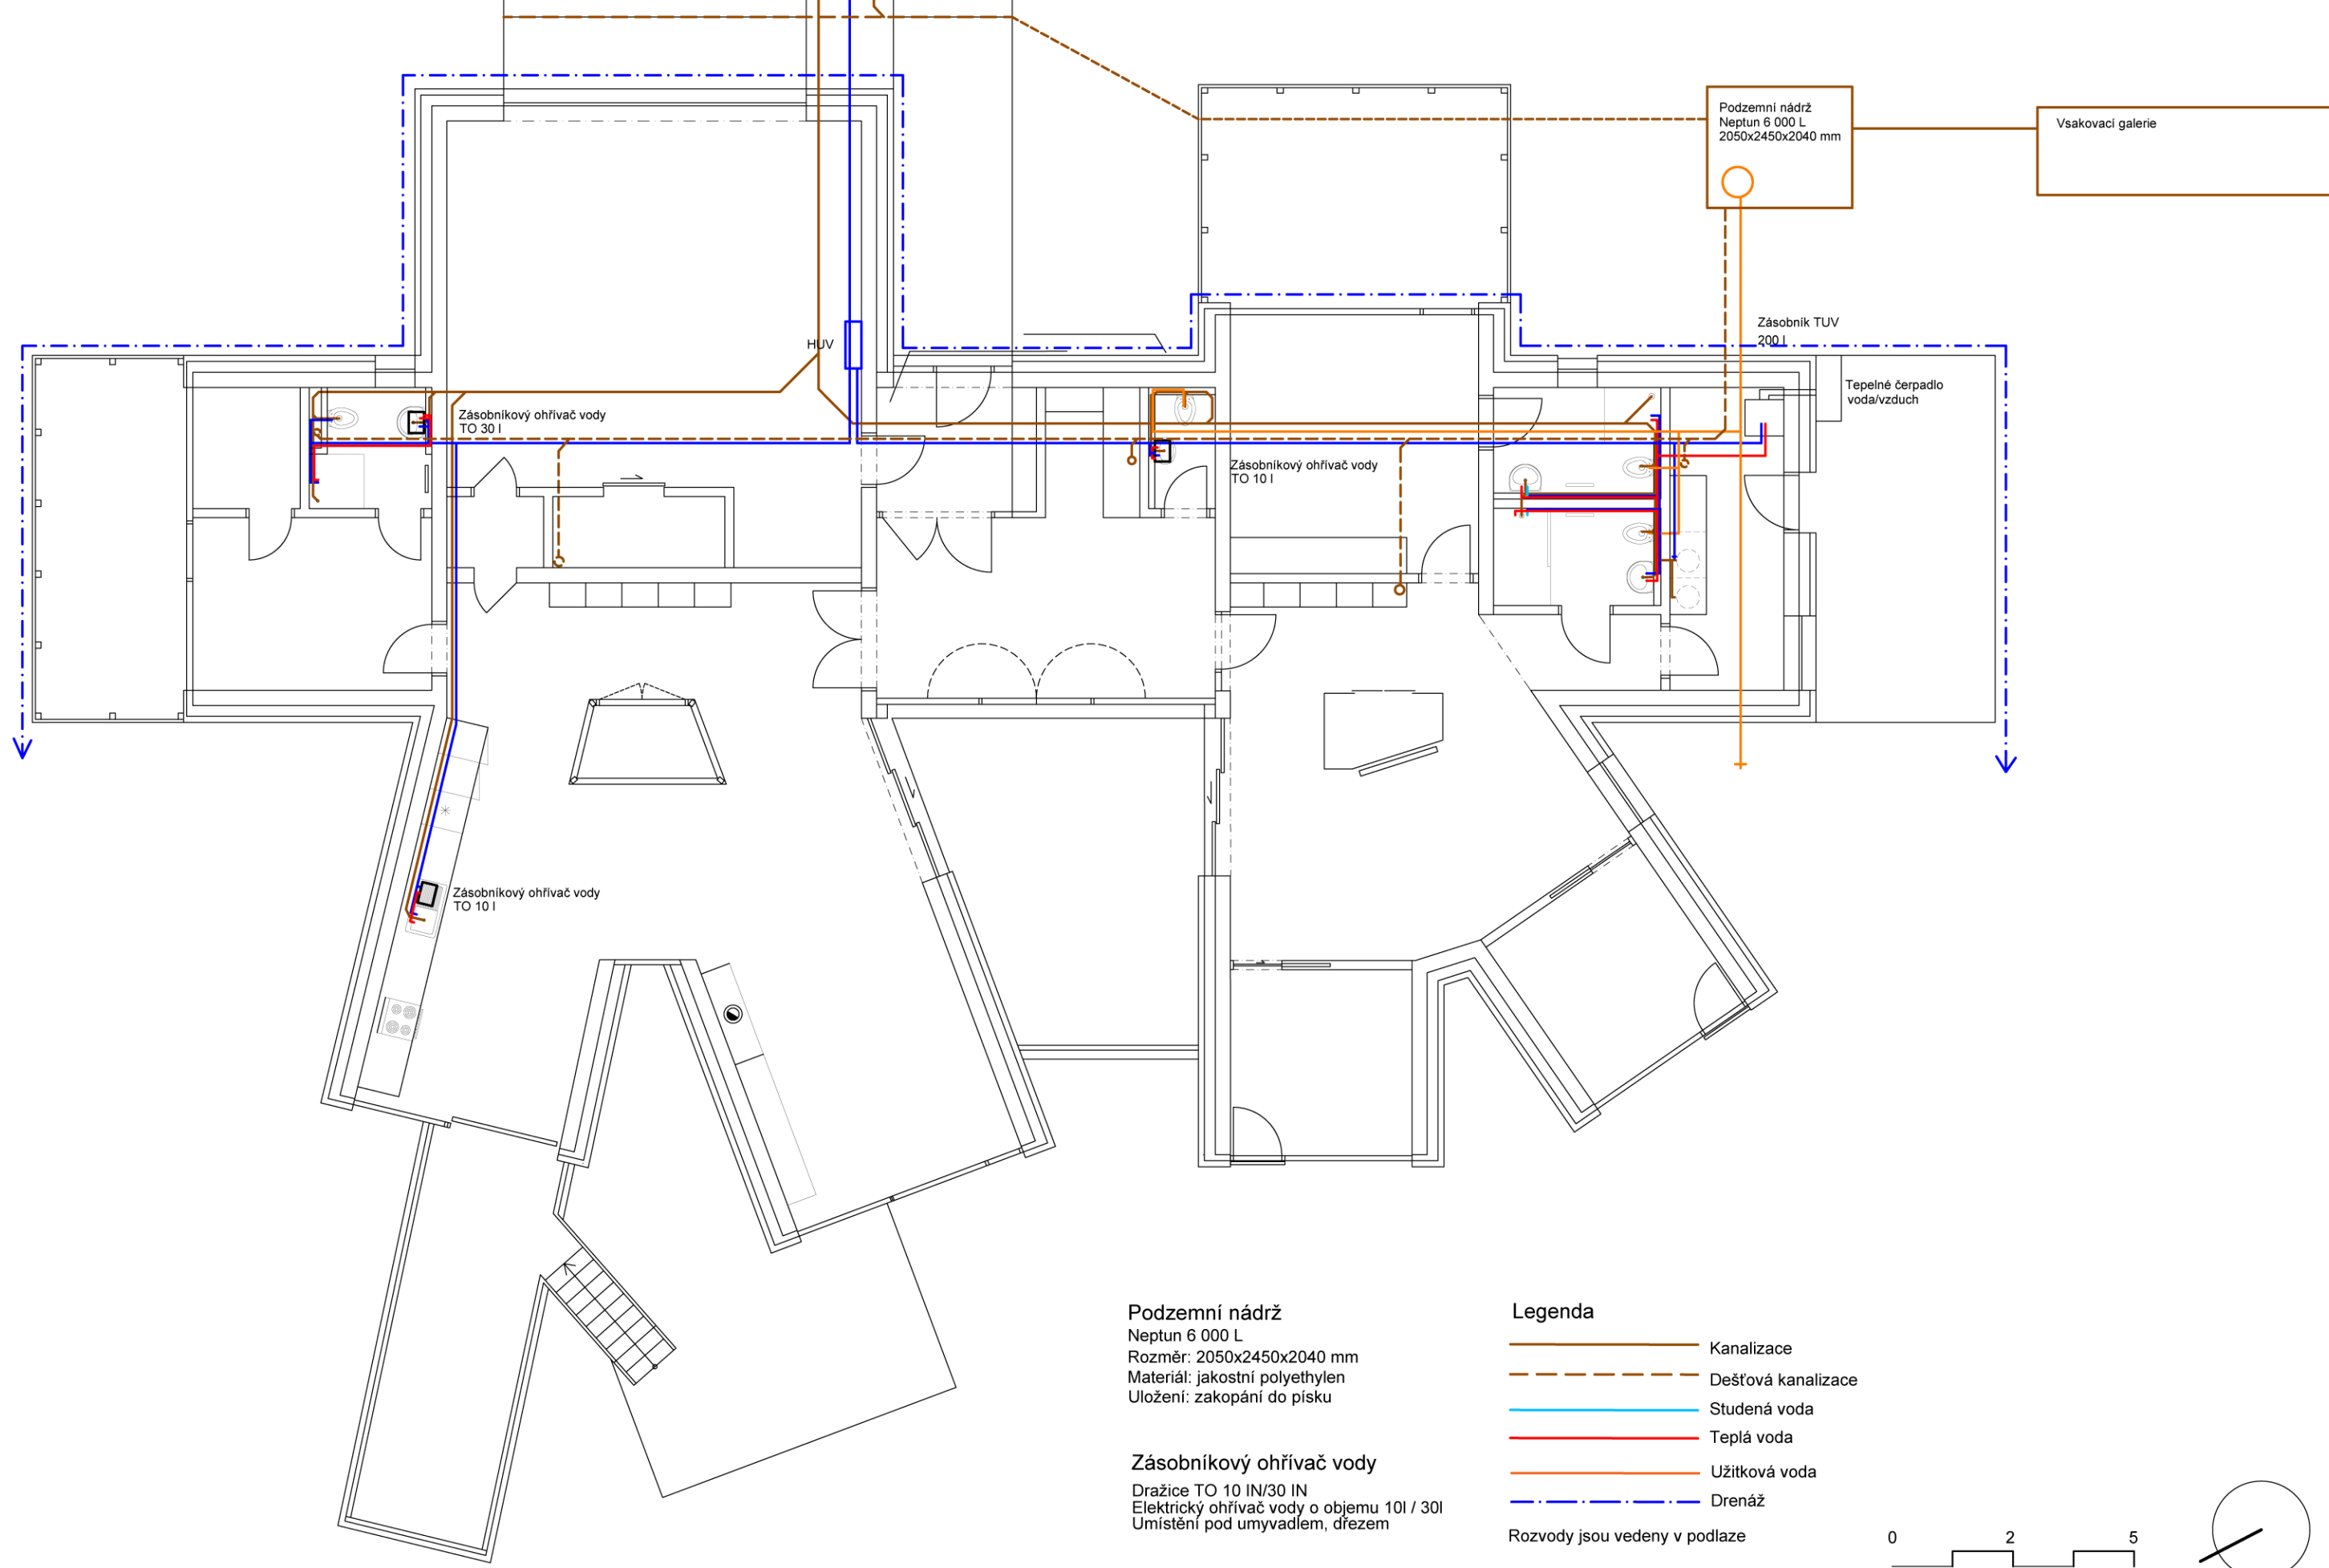 Podzemní nádrž
Neptun 6 000 L
2050x2450x2040 mm
Vsakovací galerie
Zásobník TUV
200 l
HUV
Tepelné čerpadlo
voda/vzduch
Zásobníkový ohřívač vody
TO 30 l
Zásobníkový ohřívač vody
TO 10 l
Zásobníkový ohřívač vody
TO 10 l
Podzemní nádrž
Neptun 6 000 L
Rozměr: 2050x2450x2040 mm
Materiál: jakostní polyethylen
Uložení: zakopání do písku
Zásobníkový ohřívač vody
Dražice TO 10 IN/30 IN
Elektrický ohřívač vody o objemu 10l / 30l
Umístění pod umyvadlem, dřezem
Legenda
Kanalizace
Dešťová kanalizace
Studená voda
Teplá voda
Užitková voda
Drenáž
Rozvody jsou vedeny v podlaze
0 2 5